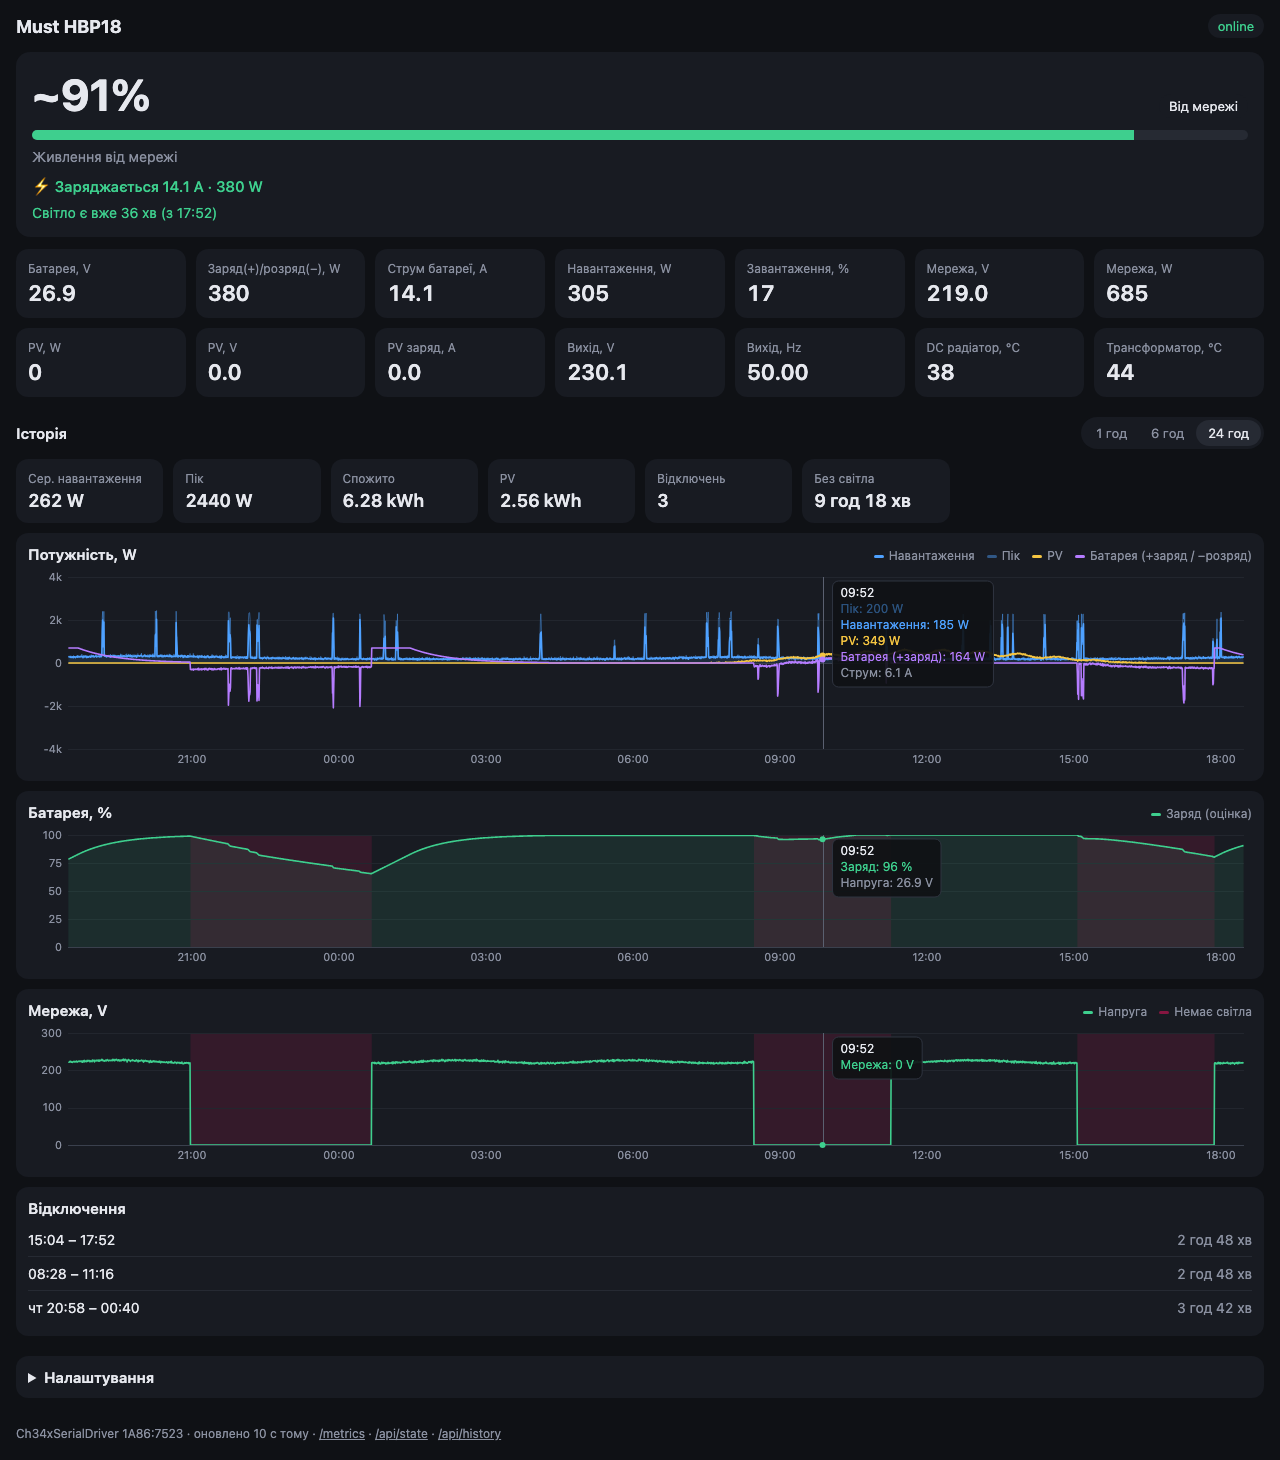 Must HBP18
online
~91%
Від мережі
Живлення від мережі
⚡ Заряджається 14.1 A · 380 W
Світло є вже 36 хв (з 17:52)
Батарея, V
26.9
Заряд(+)/розряд(−), W
380
Струм батареї, A
14.1
Навантаження, W
305
Завантаження, %
17
Мережа, V
219.0
Мережа, W
685
PV, W
0
PV, V
0.0
PV заряд, A
0.0
Вихід, V
230.1
Вихід, Hz
50.00
DC радіатор, °C
38
Трансформатор, °C
44
Історія
1 год 6 год 24 год
Сер. навантаження
262 W
Пік
2440 W
Спожито
6.28 kWh
PV
2.56 kWh
Відключень
3
Без світла
9 год 18 хв
Потужність, W
Навантаження Пік PV Батарея (+заряд / −розряд)
4k
2k
0
-2k
-4k
09:52
Пік: 200 W
Навантаження: 185 W
PV: 349 W
Батарея (+заряд): 164 W
Струм: 6.1 A
21:00 00:00 03:00 06:00 09:00 12:00 15:00 18:00
Батарея, %
Заряд (оцінка)
100
75
50
25
0
09:52
Заряд: 96 %
Напруга: 26.9 V
21:00 00:00 03:00 06:00 09:00 12:00 15:00 18:00
Мережа, V
Напруга Немає світла
300
200
100
0
09:52
Мережа: 0 V
21:00 00:00 03:00 06:00 09:00 12:00 15:00 18:00
Відключення
15:04 – 17:52 2 год 48 хв
08:28 – 11:16 2 год 48 хв
чт 20:58 – 00:40 3 год 42 хв
▶ Налаштування
Ch34xSerialDriver 1A86:7523 · оновлено 10 с тому · /metrics · /api/state · /api/history